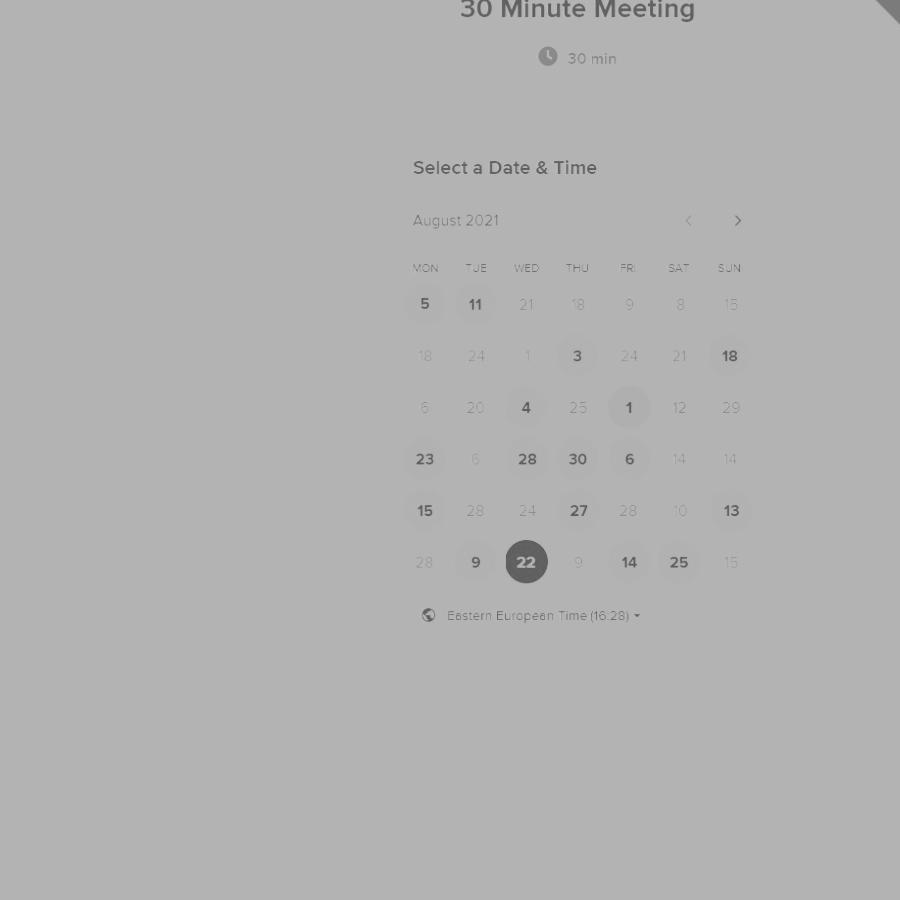 30 Minute Meeting
30 min
Select a Date & Time
August 2021
MON TUE WED THU FRI SAT SUN
5 11 21 18 9 8 15
18 24 1 3 24 21 18
6 20 4 25 1 12 29
23 6 28 30 6 14 14
15 28 24 27 28 10 13
28 9 22 9 14 25 15
Eastern European Time (16:28)